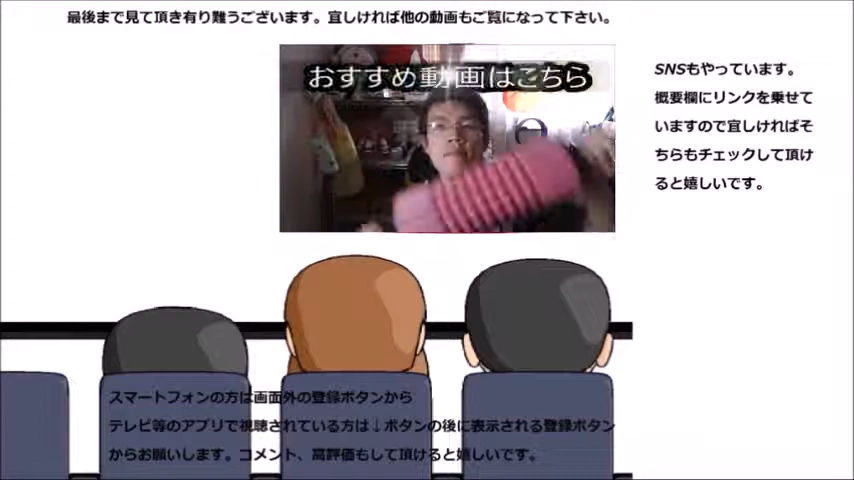 最後まで見て頂き有り難うございます。宜しければ他の動画もご覧になって下さい。
おすすめ動画はこちら
SNSもやっています。
概要欄にリンクを乗せて
いますので宜しければそ
ちらもチェックして頂け
ると嬉しいです。
スマートフォンの方は画面外の登録ボタンから
テレビ等のアプリで視聴されている方は↓ボタンの後に表示される登録ボタン
からお願いします。コメント、高評価もして頂けると嬉しいです。